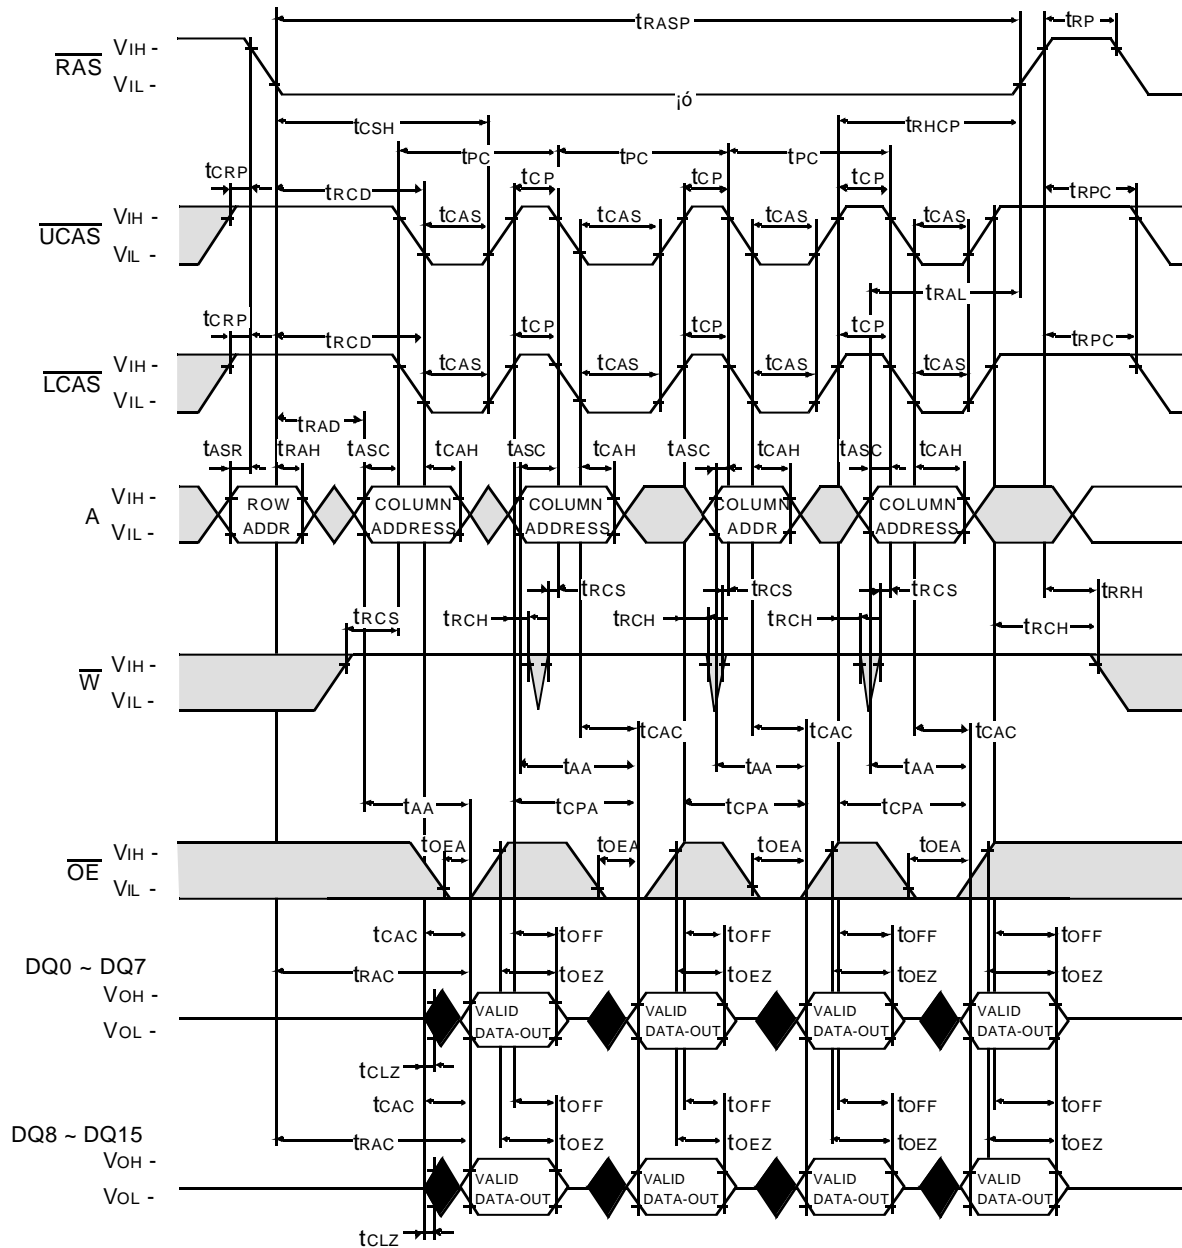 tRASP tRP
RAS VIH -
VIL -
¡ó
tCSH tRHCP
tPC tPC tPC
tCRP tCP tCP tCP
tRCD tRPC
UCAS VIH -
tCAS tCAS tCAS tCAS
VIL -
tRAL
tCRP tCP tCP tCP
tRCD tRPC
LCAS VIH -
tCAS tCAS tCAS tCAS
VIL -
tRAD
tASR tRAH tASC tCAH tASC tCAH tASC tCAH tASC tCAH
A VIH -
VIL -
ROW COLUMN COLUMN COLUMN COLUMN
ADDR ADDRESS ADDRESS ADDR ADDRESS
tRCS tRCS tRCS tRRH
tRCS tRCH tRCH tRCH tRCH
W VIH -
VIL -
tCAC tCAC tCAC
tAA tAA tAA
tAA tCPA tCPA tCPA
tOEA tOEA tOEA tOEA
OE VIH -
VIL -
tCAC tOFF tOFF tOFF tOFF
DQ0 ~ DQ7
tRAC tOEZ tOEZ tOEZ tOEZ
VOH -
VOL -
VALID VALID VALID VALID
DATA-OUT DATA-OUT DATA-OUT DATA-OUT
tCLZ
tCAC tOFF tOFF tOFF tOFF
DQ8 ~ DQ15
tRAC tOEZ tOEZ tOEZ tOEZ
VOH -
VOL -
VALID VALID VALID VALID
DATA-OUT DATA-OUT DATA-OUT DATA-OUT
tCLZ